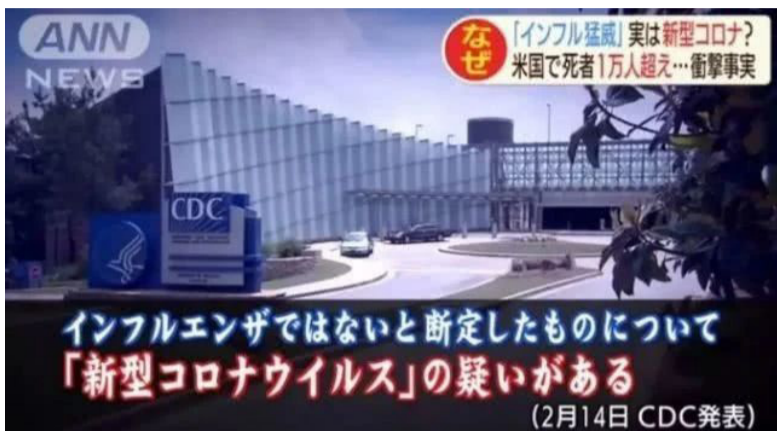 ANN
NEWS
なぜ
「インフル猛威」実は新型コロナ?
米国で死者1万人超え…衝撃事実
CDC
インフルエンザではないと断定したものについて
「新型コロナウイルス」の疑いがある
(2月14日 CDC発表)